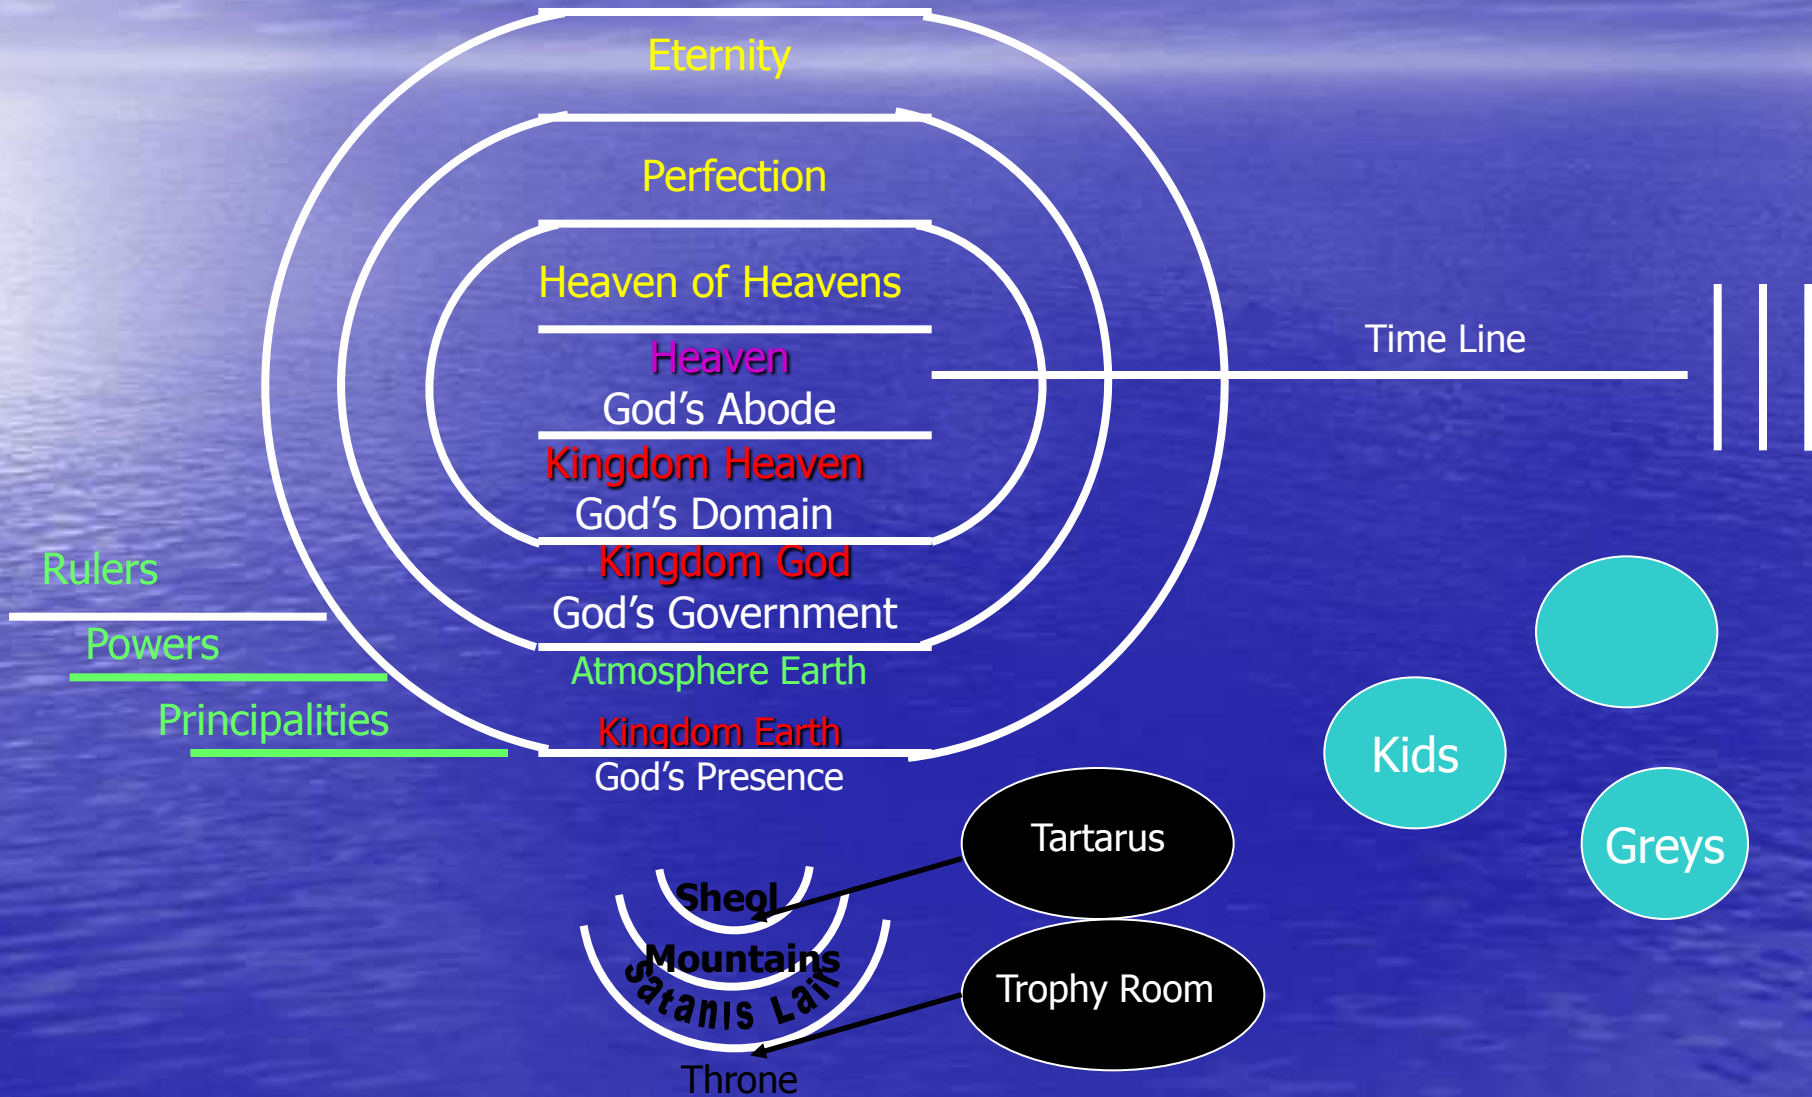 Eternity
Perfection
Heaven of Heavens
Heaven
God's Abode
Kingdom Heaven
God's Domain
Kingdom God
God's Government
Atmosphere Earth
Kingdom Earth
God's Presence
Time Line
Rulers
Powers
Principalities
Kids
Greys
Tartarus
Sheol
Mountains
Satanis Lair
Trophy Room
Throne